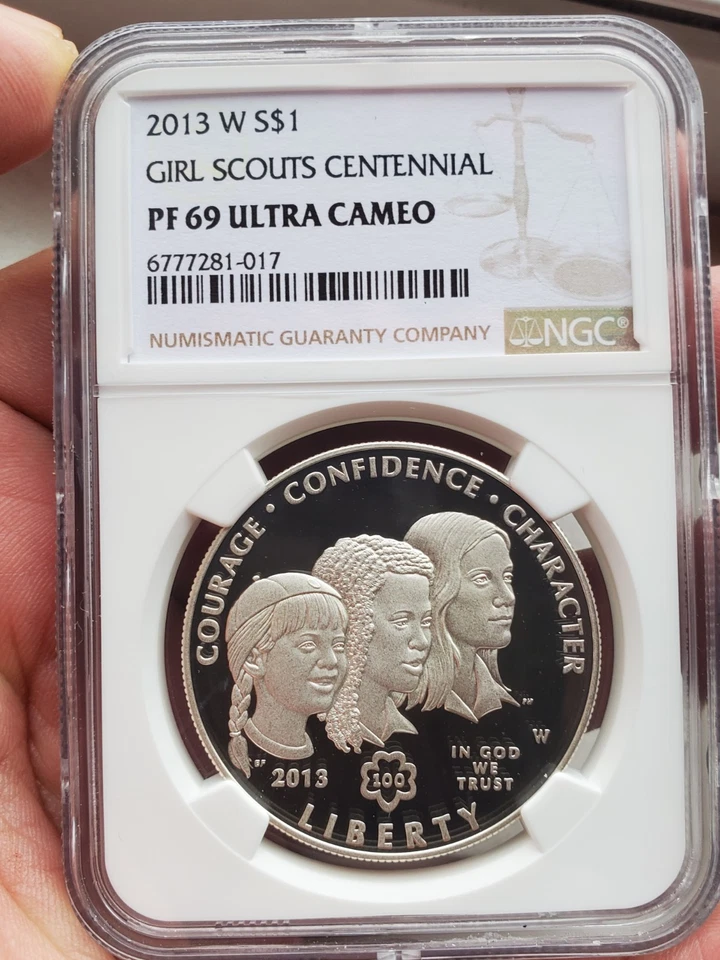 2013 W S$1
GIRL SCOUTS CENTENNIAL
PF 69 ULTRA CAMEO
6777281-017
NUMISMATIC GUARANTY COMPANY
NGC®
COURAGE • CONFIDENCE • CHARACTER
W
IN GOD
WE
TRUST
2013
100
LIBERTY